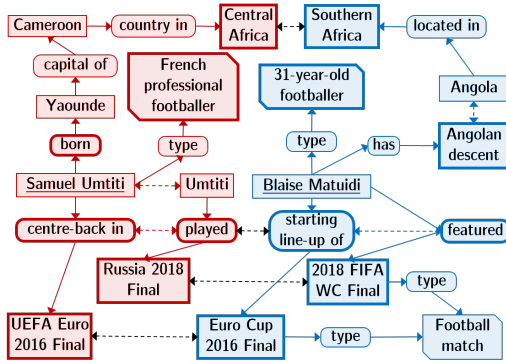 Cameroon
country in
Central
Africa
Southern
Africa
located in
capital of
French
professional
footballer
31-year-old
footballer
Angola
Yaounde
born
type
type
has
Angolan
descent
Samuel Umtiti
Umtiti
Blaise Matuidi
centre-back in
played
starting
line-up of
featured
Russia 2018
Final
2018 FIFA
WC Final
type
UEFA Euro
2016 Final
Euro Cup
2016 Final
type
Football
match